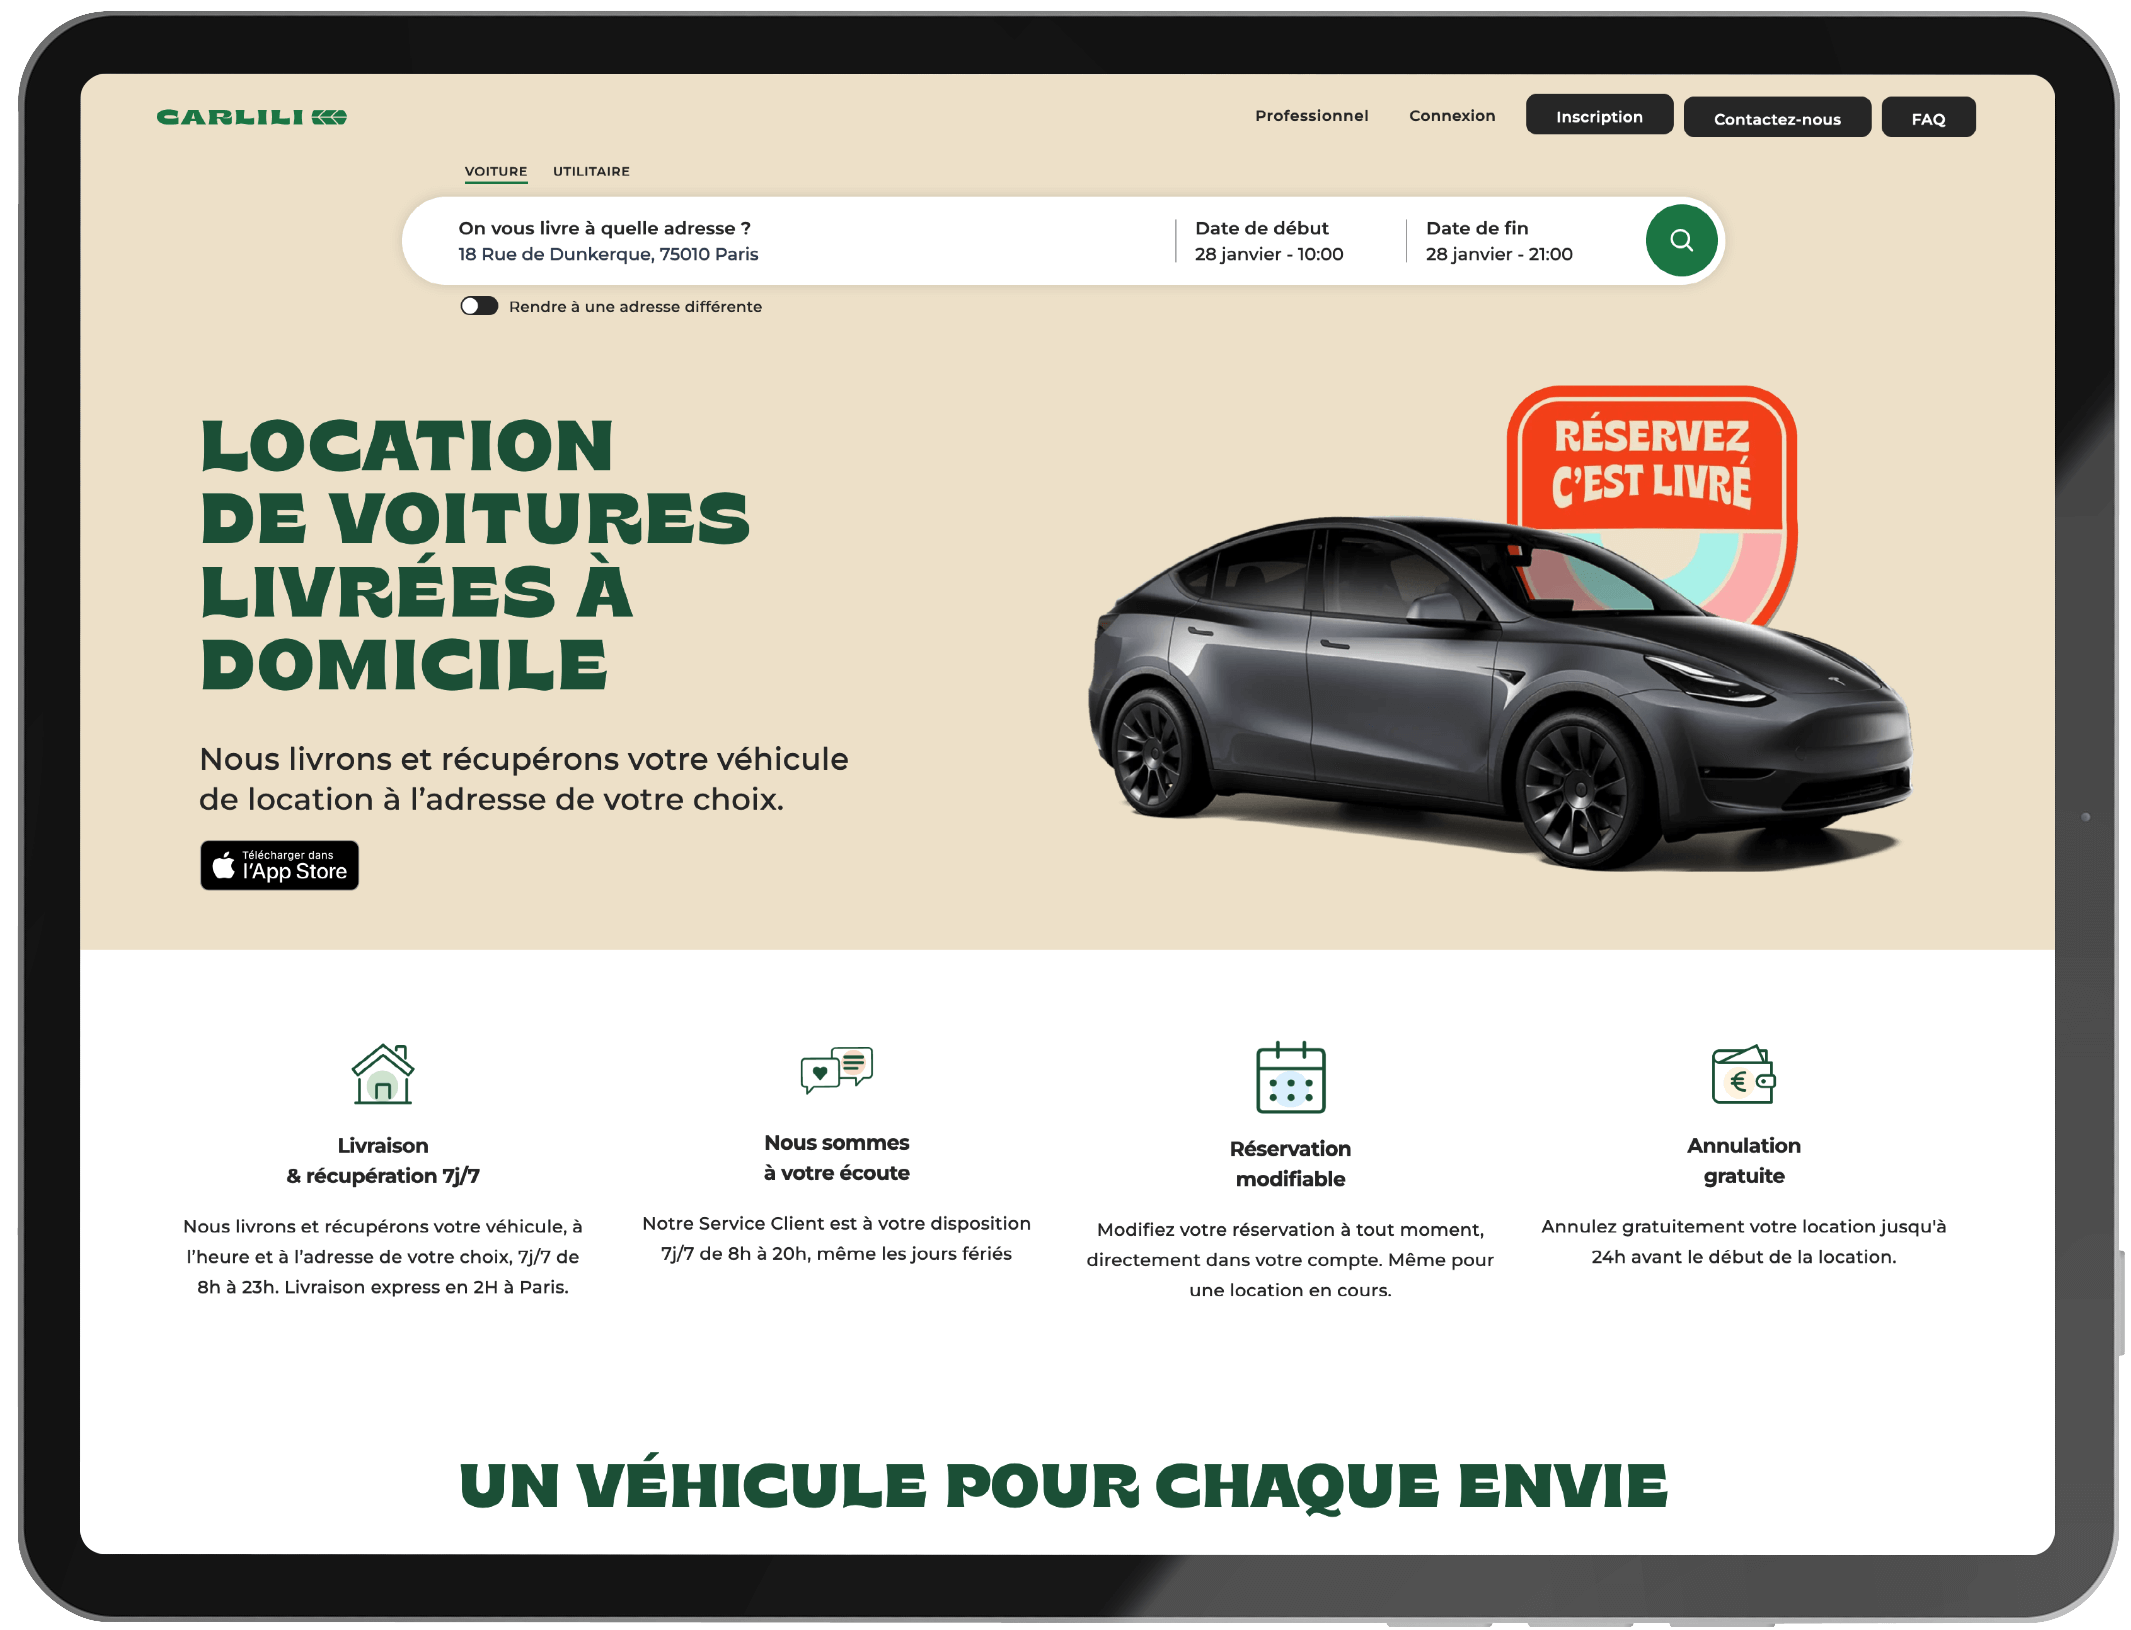 CARLILI
Professionnel
Connexion
Inscription
Contactez-nous
FAQ
VOITURE
UTILITAIRE
On vous livre à quelle adresse ?
18 Rue de Dunkerque, 75010 Paris
Date de début
28 janvier - 10:00
Date de fin
28 janvier - 21:00
Rendre à une adresse différente
LOCATION
DE VOITURES
LIVRÉES À
DOMICILE
RÉSERVEZ
C'EST LIVRÉ
Nous livrons et récupérons votre véhicule
de location à l'adresse de votre choix.
Télécharger dans
l'App Store
Livraison
& récupération 7j/7
Nous livrons et récupérons votre véhicule, à
l'heure et à l'adresse de votre choix, 7j/7 de
8h à 23h. Livraison express en 2H à Paris.
Nous sommes
à votre écoute
Notre Service Client est à votre disposition
7j/7 de 8h à 20h, même les jours fériés
Réservation
modifiable
Modifiez votre réservation à tout moment,
directement dans votre compte. Même pour
une location en cours.
Annulation
gratuite
Annulez gratuitement votre location jusqu'à
24h avant le début de la location.
UN VÉHICULE POUR CHAQUE ENVIE